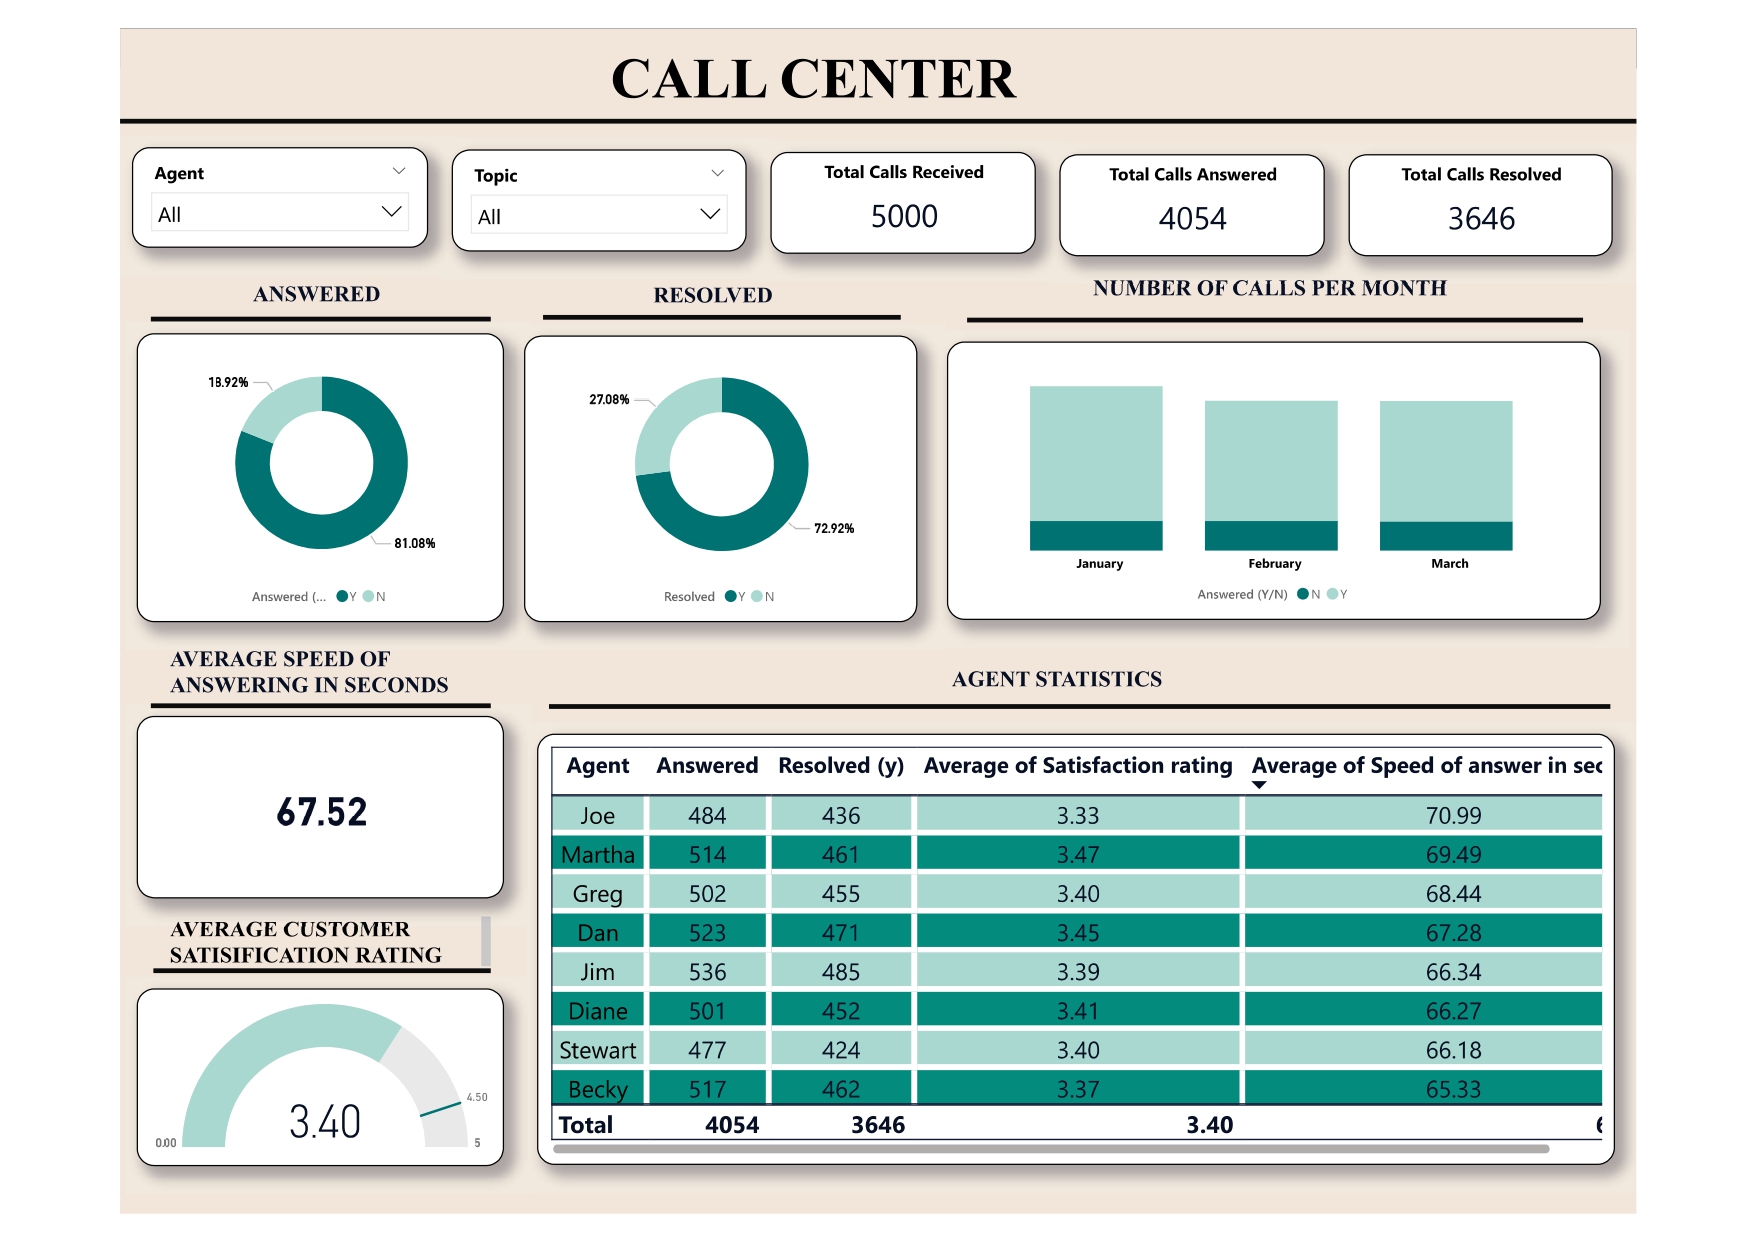 CALL CENTER
Agent
All
Topic
All
Total Calls Received
5000
Total Calls Answered
4054
Total Calls Resolved
3646
ANSWERED
18.92%
81.08%
Answered (... Y N
RESOLVED
27.08%
72.92%
Resolved Y N
NUMBER OF CALLS PER MONTH
January February March
Answered (Y/N) N Y
AVERAGE SPEED OF
ANSWERING IN SECONDS
67.52
AVERAGE CUSTOMER
SATISIFICATION RATING
4.50
3.40
0.00 5
AGENT STATISTICS
Agent Answered Resolved (y) Average of Satisfaction rating Average of Speed of answer in sec
Joe 484 436 3.33 70.99
Martha 514 461 3.47 69.49
Greg 502 455 3.40 68.44
Dan 523 471 3.45 67.28
Jim 536 485 3.39 66.34
Diane 501 452 3.41 66.27
Stewart 477 424 3.40 66.18
Becky 517 462 3.37 65.33
Total 4054 3646 3.40